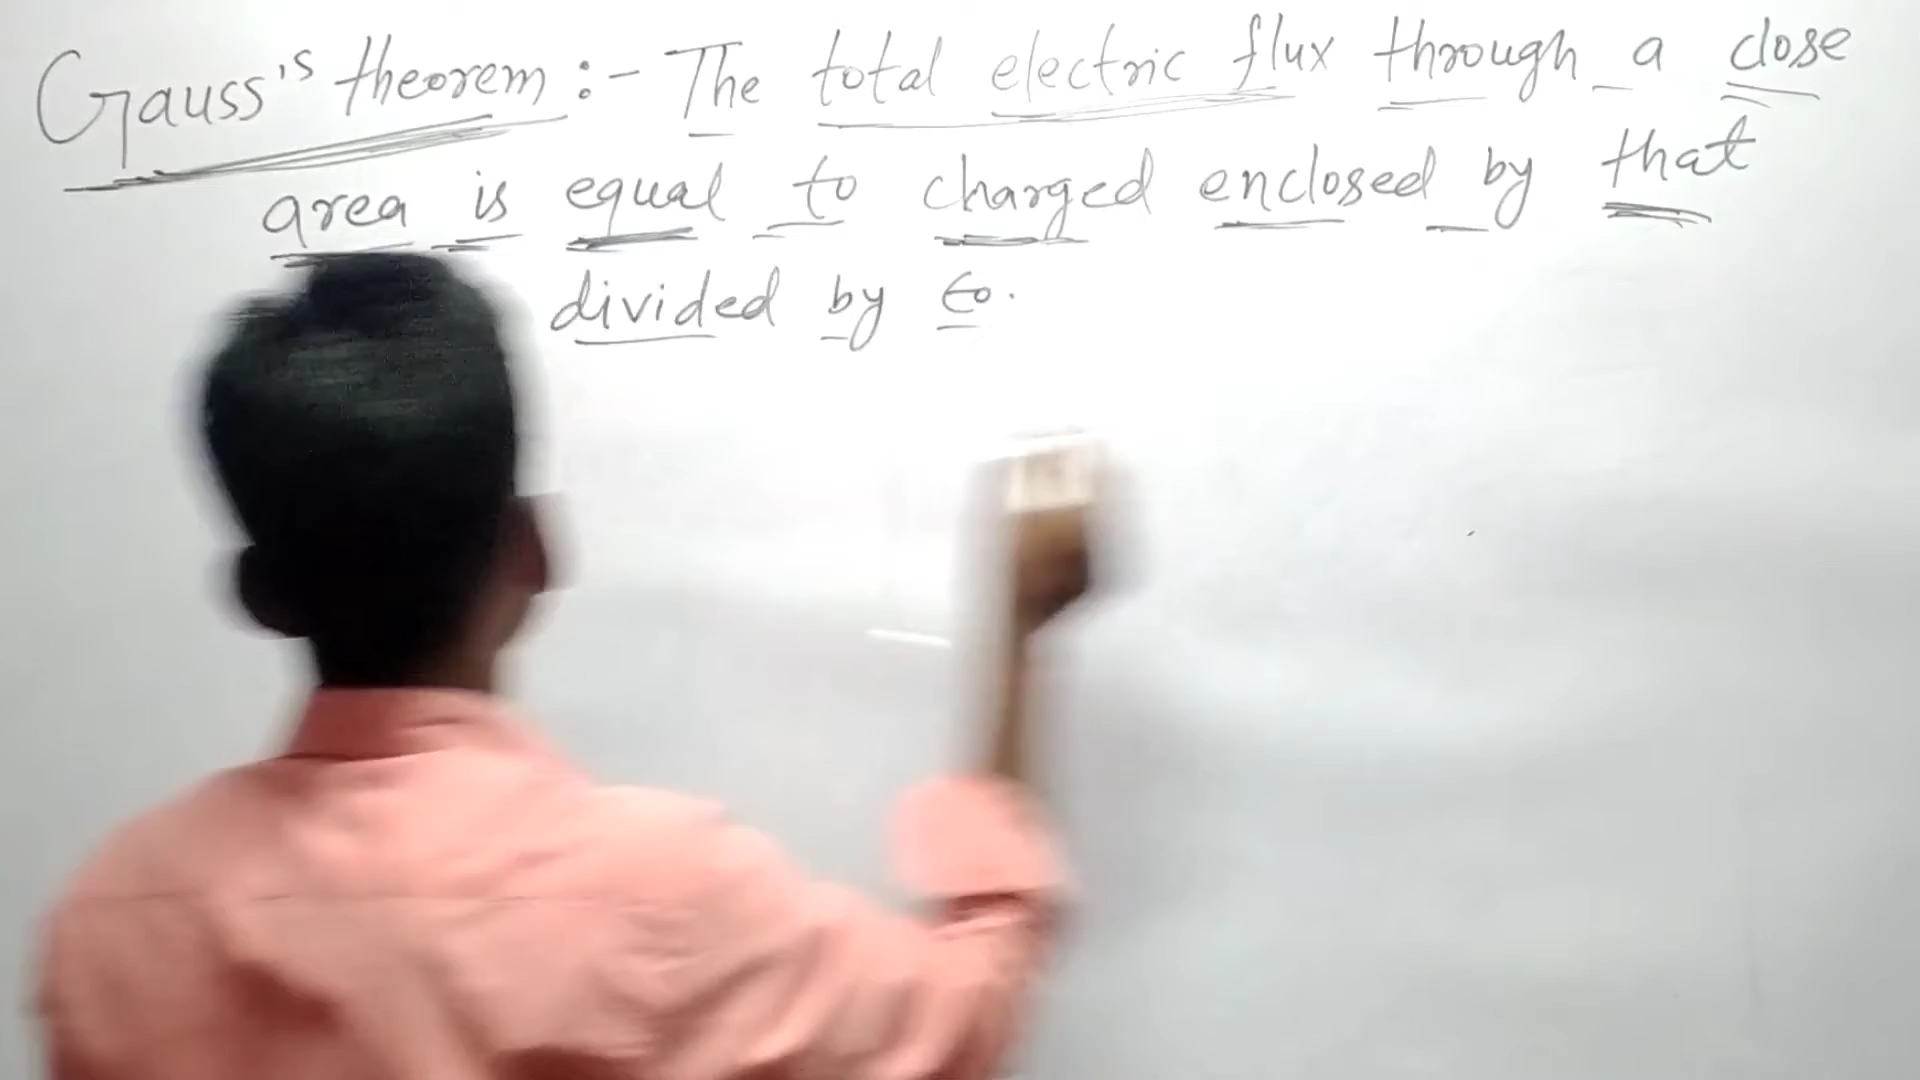 Gauss's theorem :- The total electric flux through a close
area is equal to charged enclosed by that
divided by ε₀.